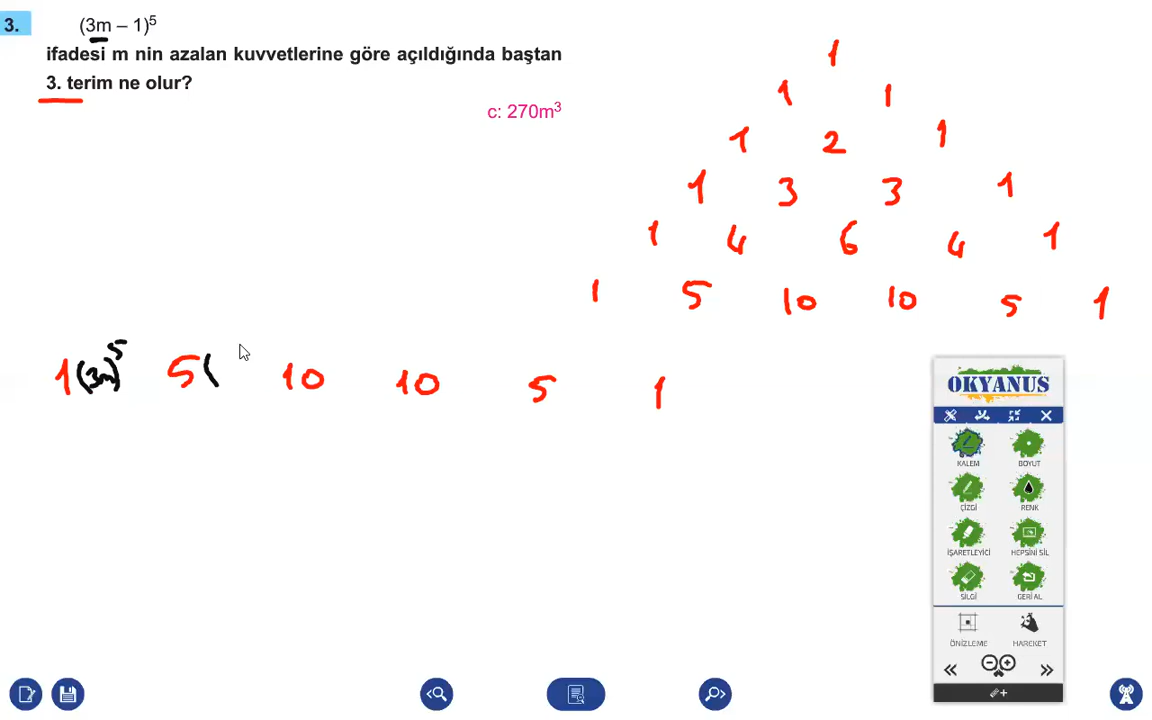 3. (3m – 1)⁵
ifadesi m nin azalan kuvvetlerine göre açıldığında baştan
3. terim ne olur?
c: 270m³
1
1 1
1 2 1
1 3 3 1
1 4 6 4 1
1 5 10 10 5 1
1(3m)⁵ 5( 10 10 5 1
OKYANUS
KALEM BOYUT
ÇİZGİ RENK
İŞARETLEYİCİ HEPSİNİ SİL
SİLGİ GERİ AL
ÖNİZLEME HAREKET